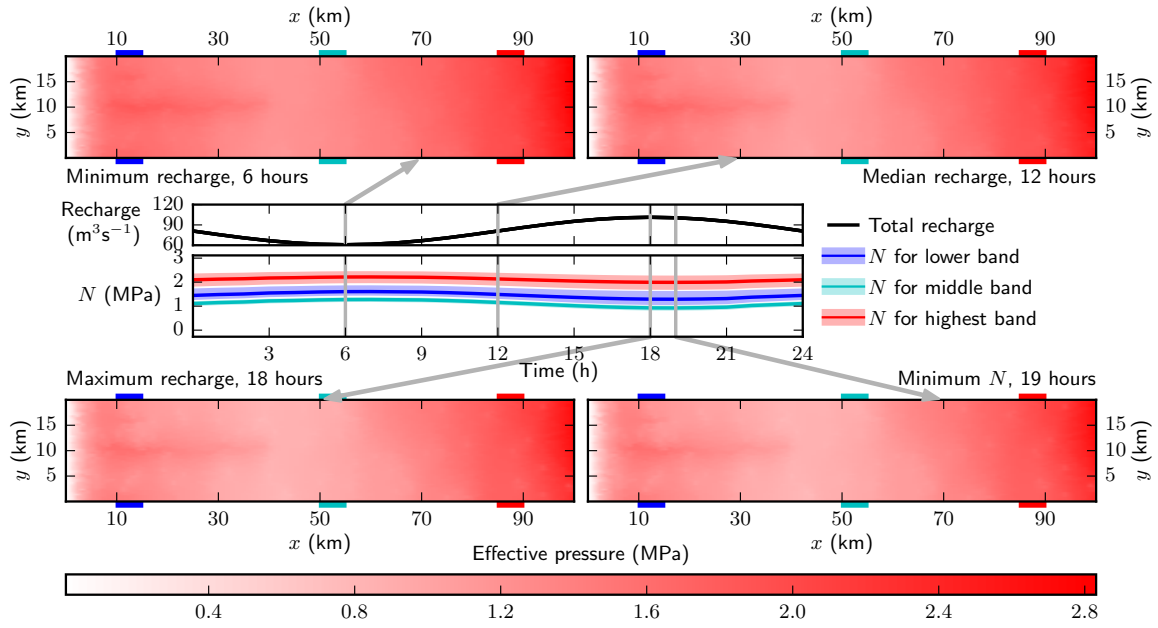 x (km)
x (km)
10 30 50 70 90
10 30 50 70 90
y (km)
15
10
5
15
10
5
y (km)
Minimum recharge, 6 hours
Median recharge, 12 hours
Recharge
(m³s⁻¹)
120
90
60
Total recharge
N (MPa)
3
2
1
0
N for lower band
N for middle band
N for highest band
3 6 9 12 15 18 21 24
Time (h)
Maximum recharge, 18 hours
Minimum N, 19 hours
y (km)
15
10
5
15
10
5
y (km)
10 30 50 70 90
10 30 50 70 90
x (km)
x (km)
Effective pressure (MPa)
0.4 0.8 1.2 1.6 2.0 2.4 2.8